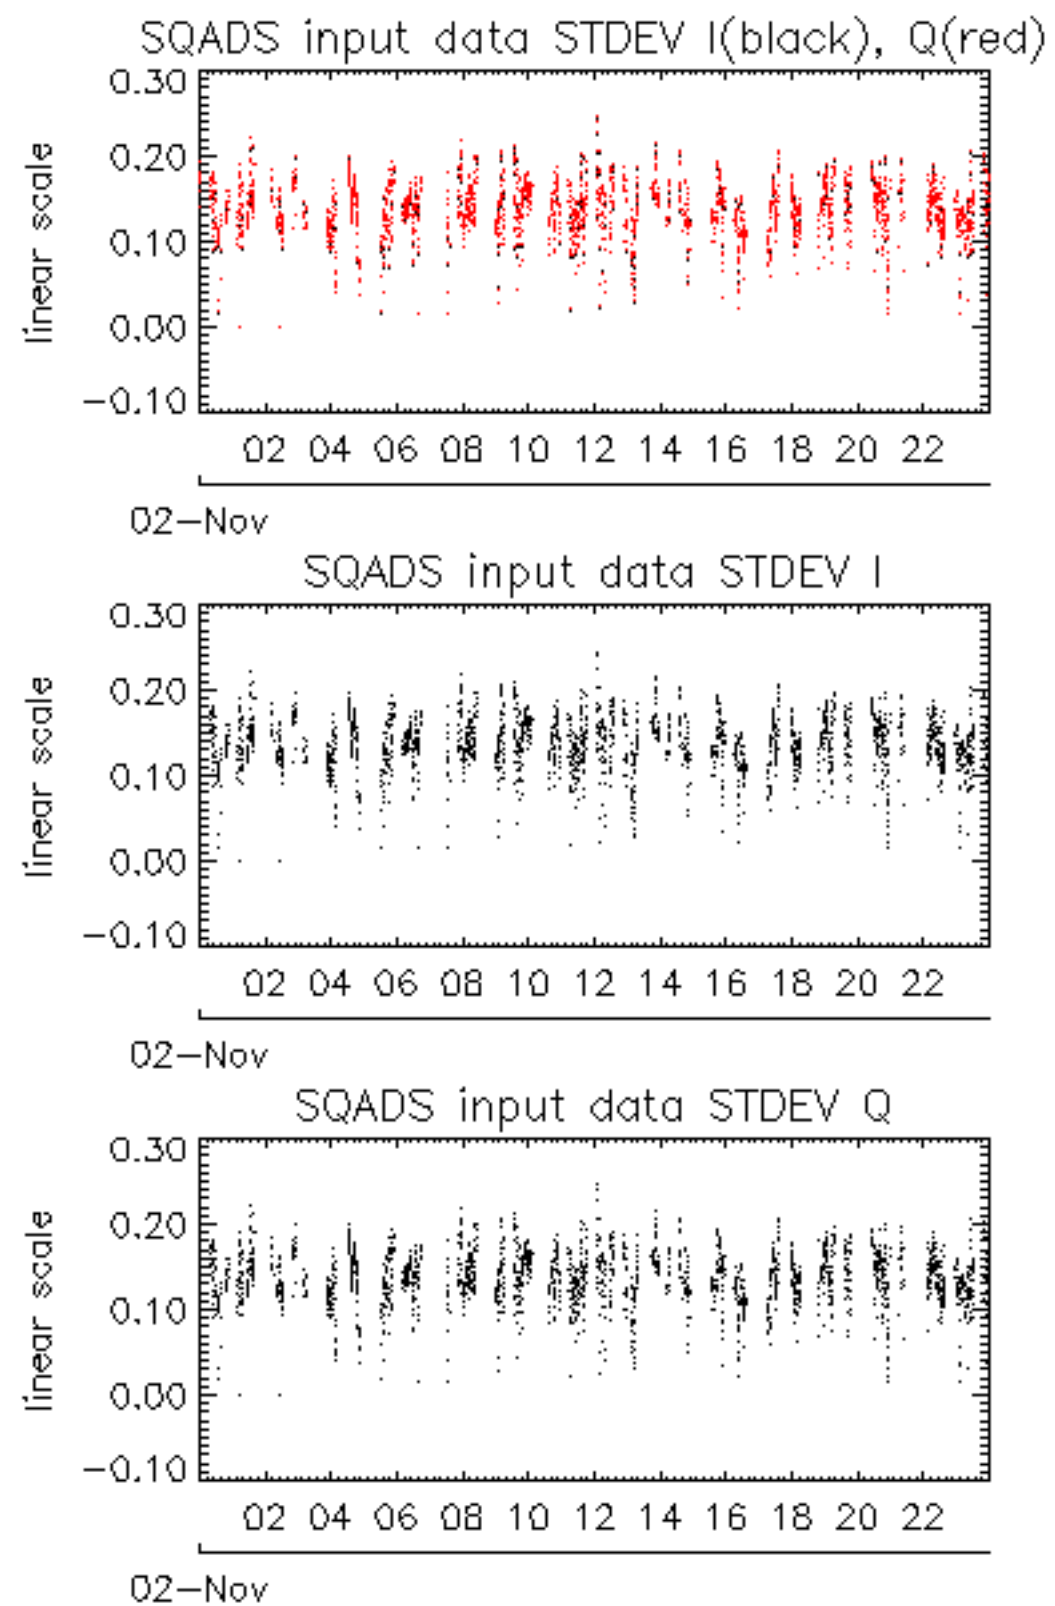 SQADS input data STDEV I(black), Q(red)
linear scale
0.30
0.20
0.10
0.00
−0.10
02 04 06 08 10 12 14 16 18 20 22
02−Nov
SQADS input data STDEV I
linear scale
0.30
0.20
0.10
0.00
−0.10
02 04 06 08 10 12 14 16 18 20 22
02−Nov
SQADS input data STDEV Q
linear scale
0.30
0.20
0.10
0.00
−0.10
02 04 06 08 10 12 14 16 18 20 22
02−Nov